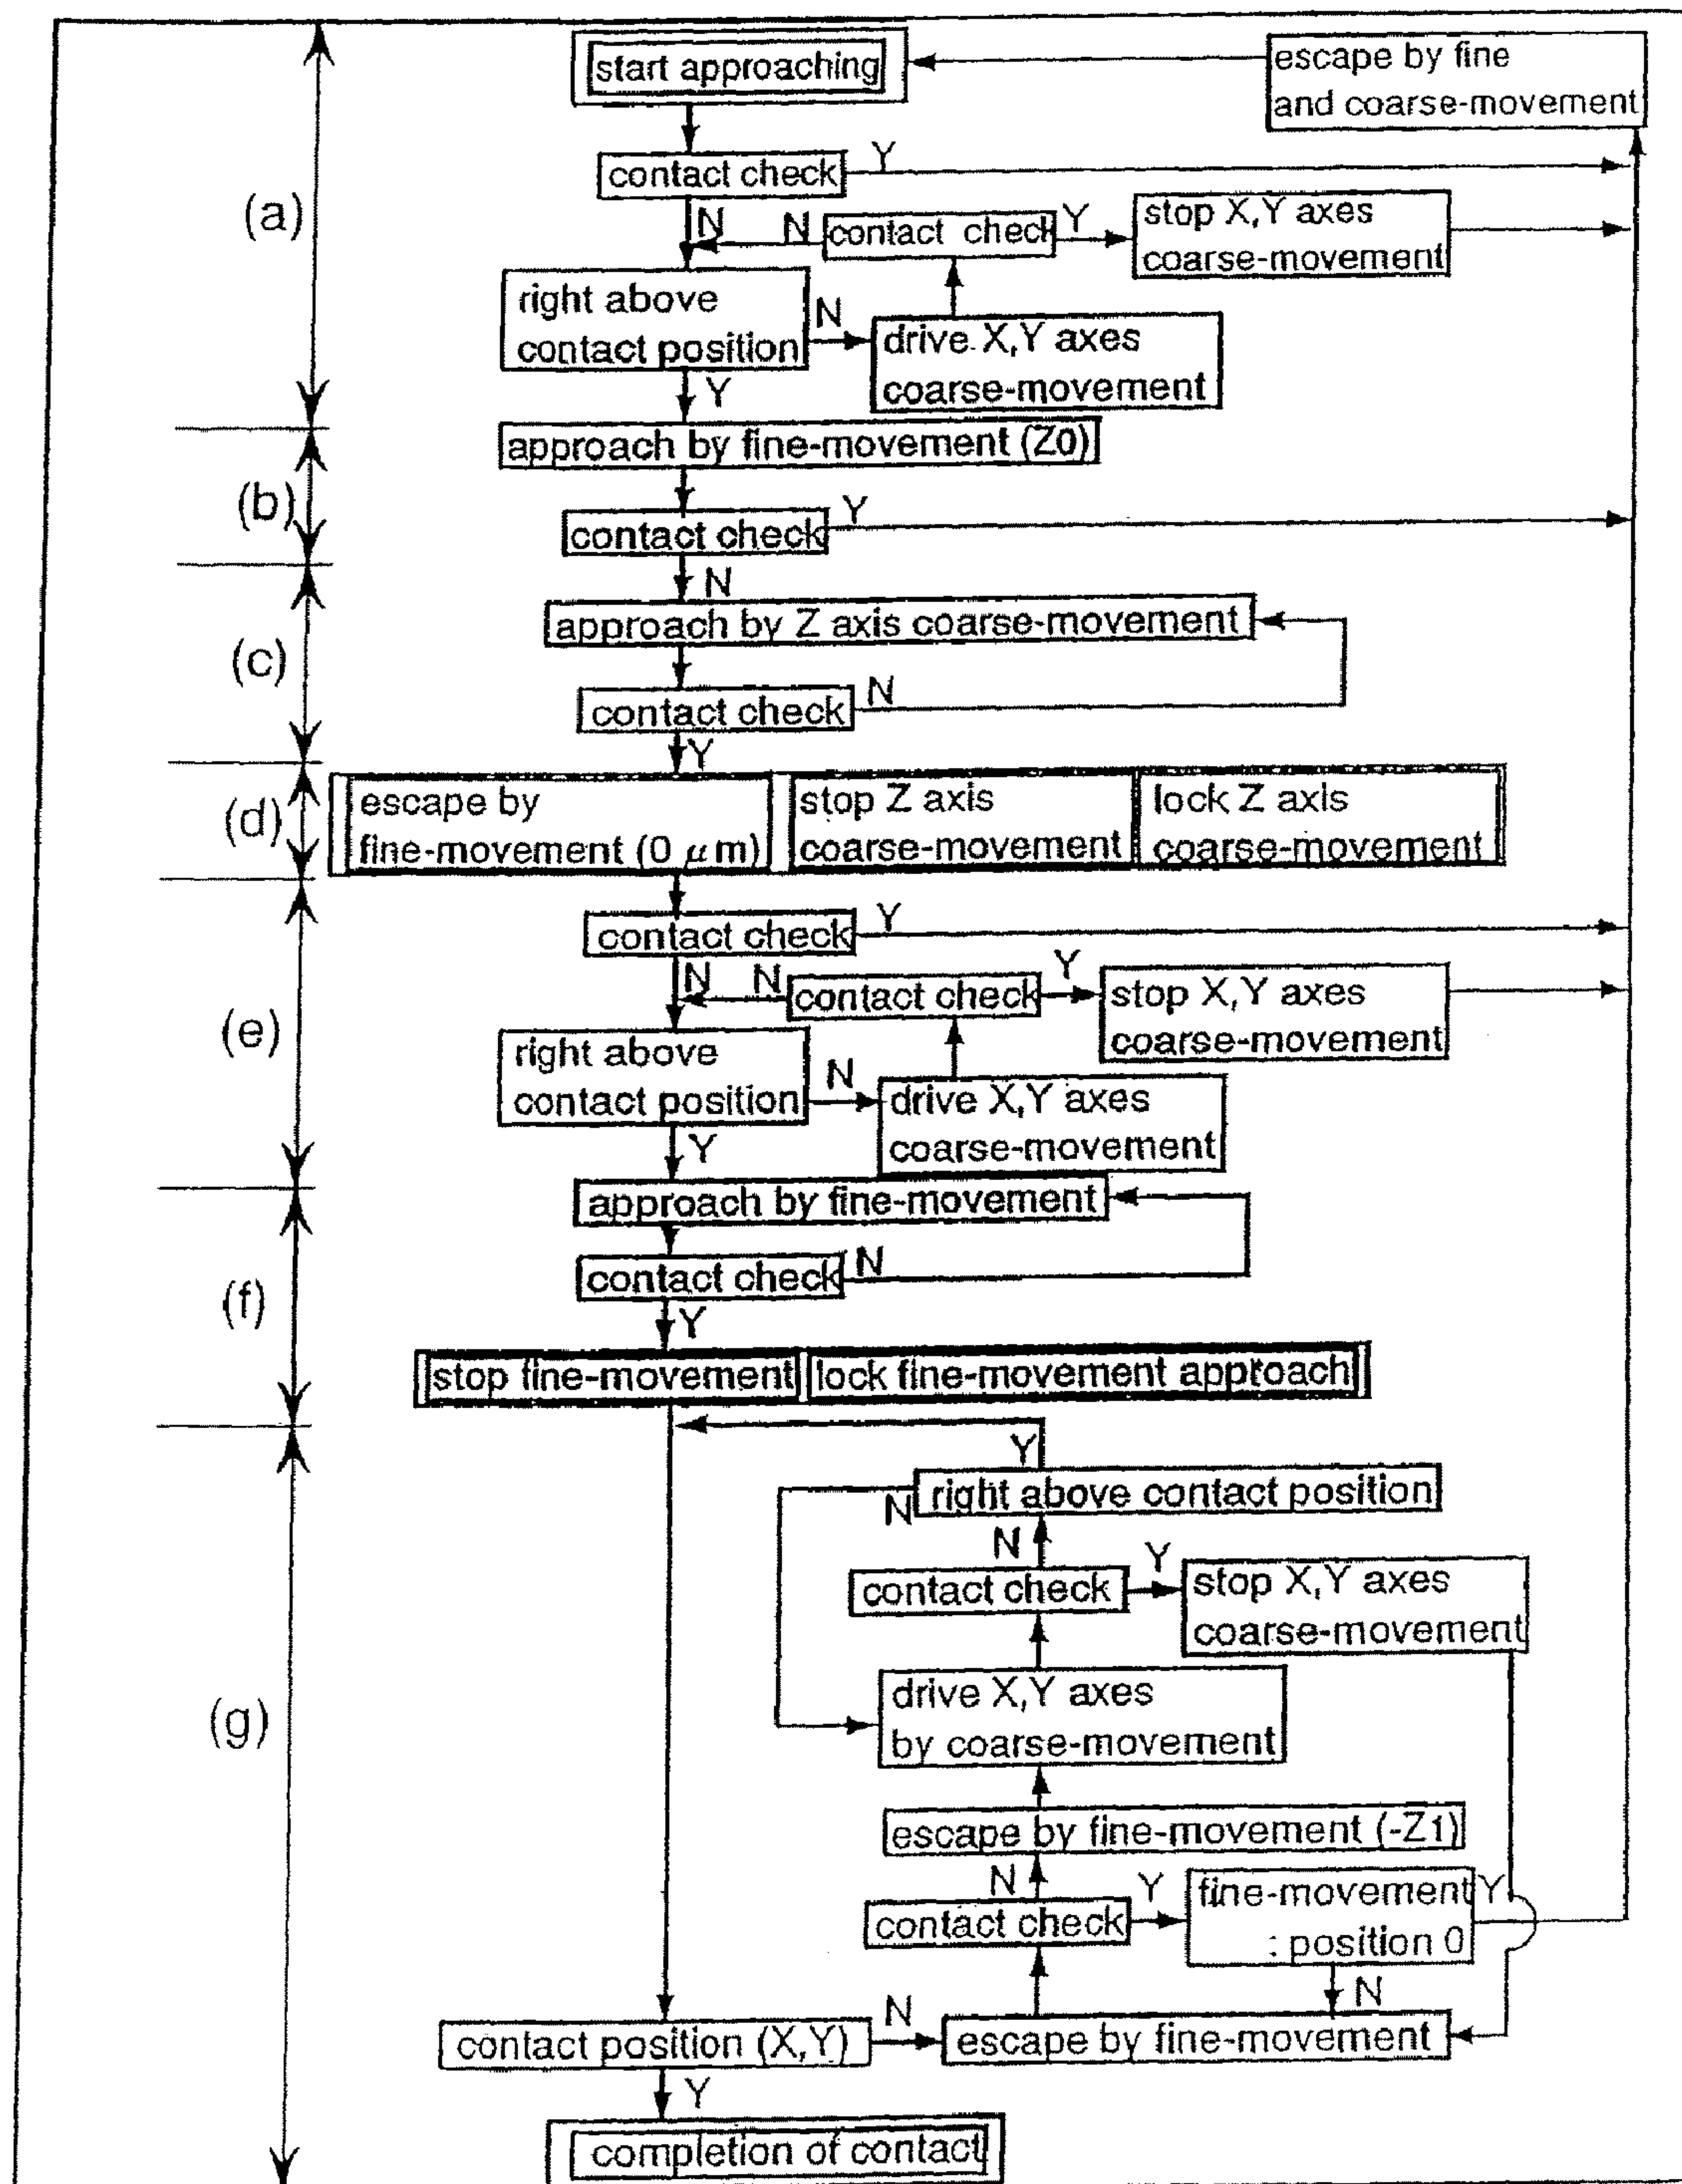 start approaching
escape by fine
and coarse-movement
contact check
Y
(a)
N
N
contact check
Y
stop X,Y axes
coarse-movement
right above
contact position
N
drive X,Y axes
coarse-movement
Y
approach by fine-movement (Z0)
(b)
contact check
Y
N
approach by Z axis coarse-movement
(c)
contact check
N
Y
(d)
escape by
fine-movement (0 μm)
stop Z axis
coarse-movement
lock Z axis
coarse-movement
contact check
Y
N
N
contact check
Y
stop X,Y axes
coarse-movement
(e)
right above
contact position
N
drive X,Y axes
coarse-movement
Y
approach by fine-movement
contact check
N
(f)
Y
stop fine-movement
lock fine-movement approach
Y
right above contact position
N
N
contact check
Y
stop X,Y axes
coarse-movement
drive X,Y axes
by coarse-movement
(g)
escape by fine-movement (-Z1)
N
contact check
Y
fine-movement
: position 0
Y
N
contact position (X,Y)
N
escape by fine-movement
Y
completion of contact